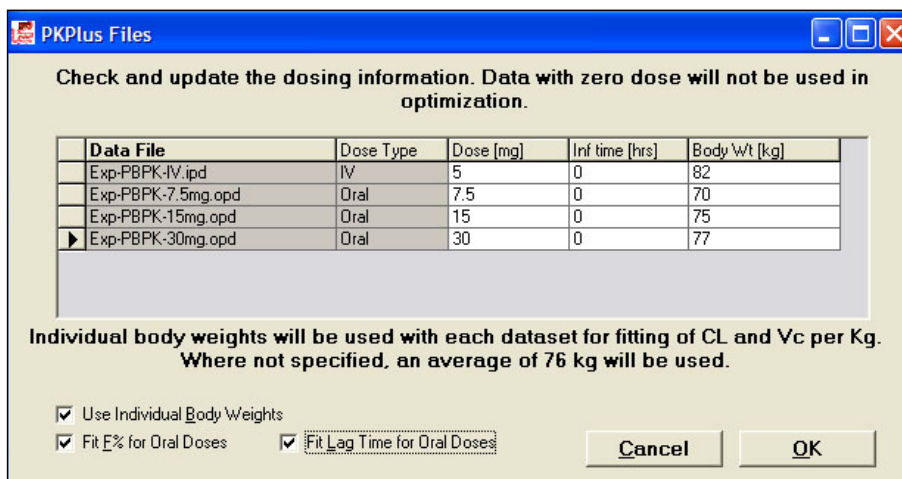 PKPlus Files
Check and update the dosing information. Data with zero dose will not be used in
optimization.
Data File Dose Type Dose [mg] Inf time [hrs] Body Wt [kg]
Exp-PBPK-IV.ipd IV 5 0 82
Exp-PBPK-7.5mg.opd Oral 7.5 0 70
Exp-PBPK-15mg.opd Oral 15 0 75
Exp-PBPK-30mg.opd Oral 30 0 77
Individual body weights will be used with each dataset for fitting of CL and Vc per Kg.
Where not specified, an average of 76 kg will be used.
Use Individual Body Weights
Fit F% for Oral Doses Fit Lag Time for Oral Doses
Cancel OK